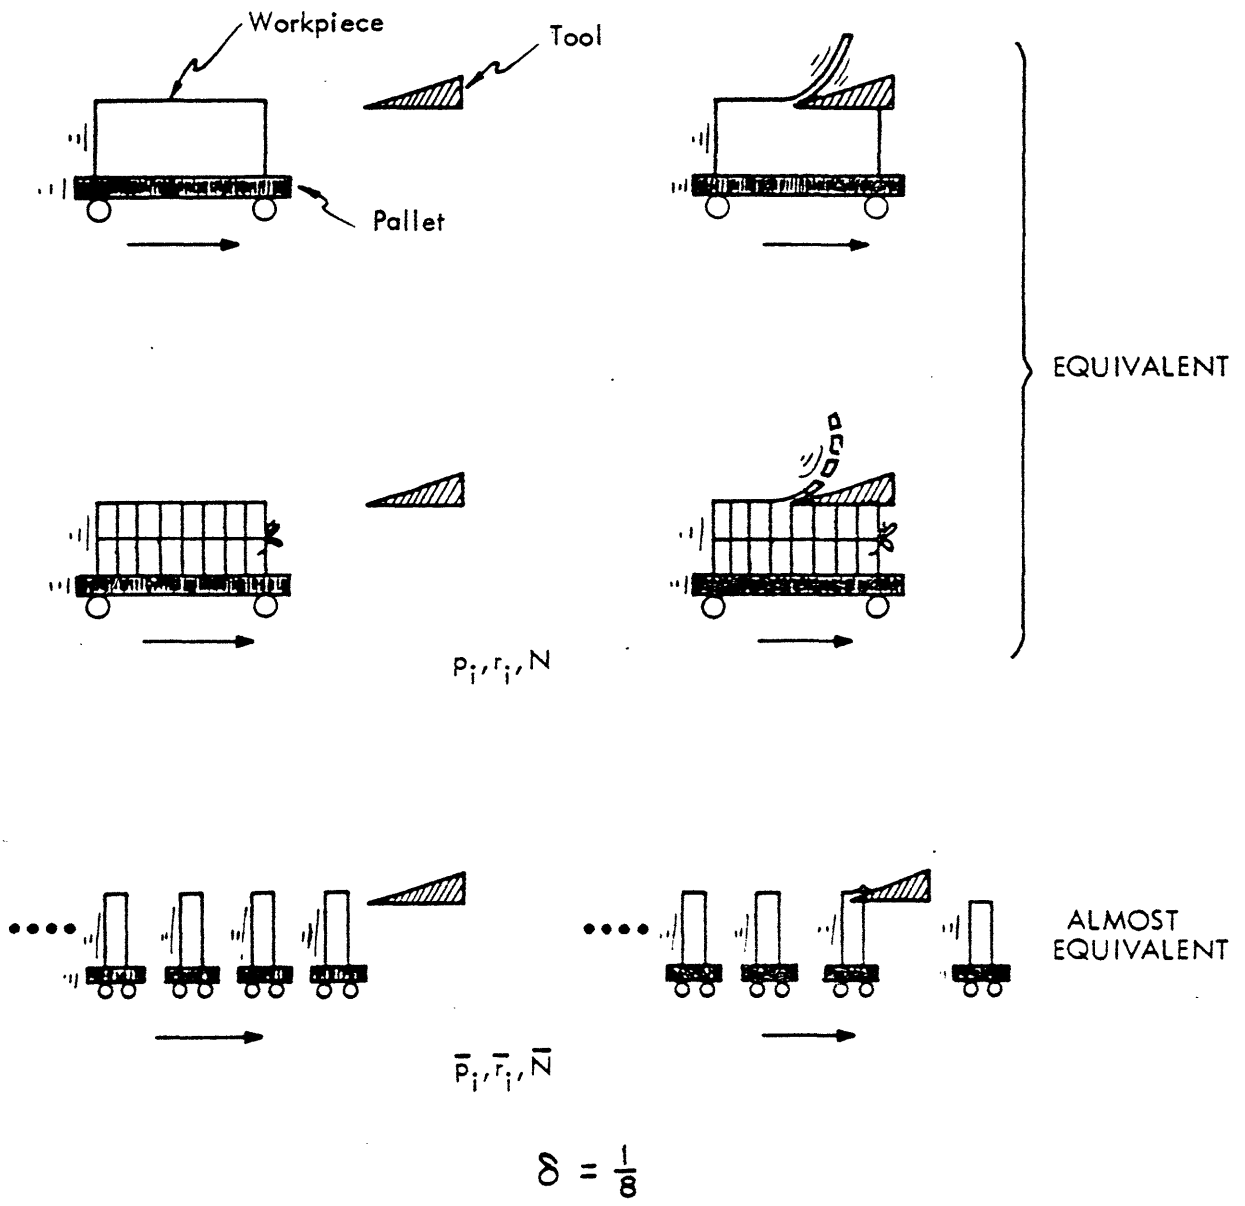 Workpiece
Tool
Pallet
EQUIVALENT
pᵢ, rᵢ, N
ALMOST
EQUIVALENT
p̅ᵢ, r̅ᵢ, N̅
δ = 1/8